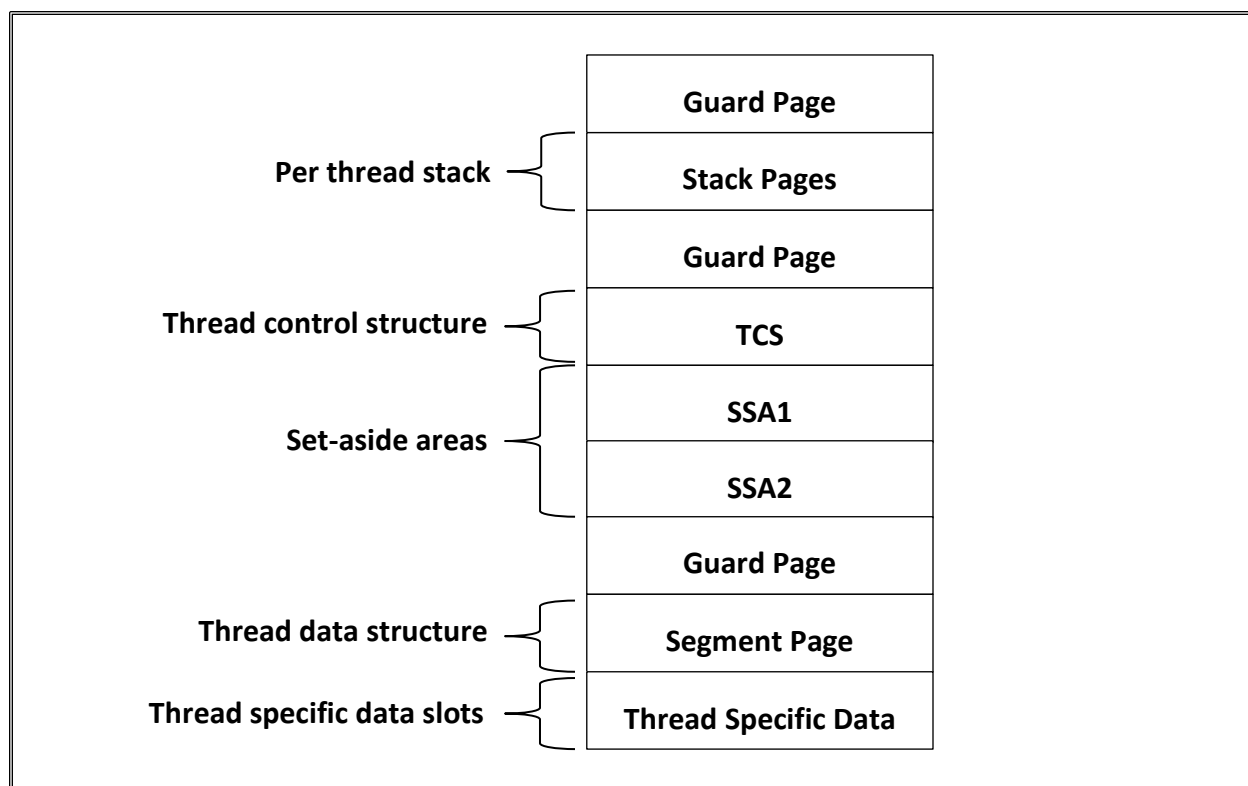 Guard Page
Per thread stack
Stack Pages
Guard Page
Thread control structure
TCS
SSA1
Set-aside areas
SSA2
Guard Page
Thread data structure
Segment Page
Thread specific data slots
Thread Specific Data